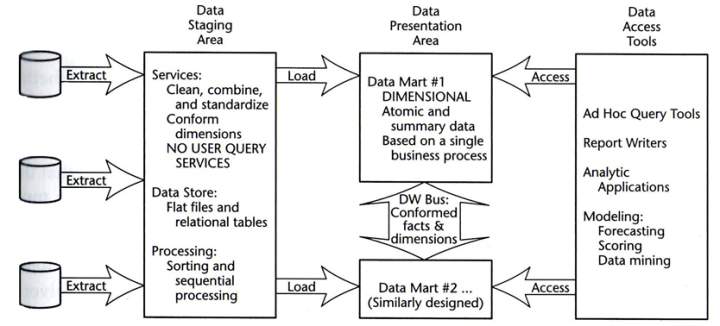 Data
Staging
Area
Data
Presentation
Area
Data
Access
Tools
Extract
Extract
Extract
Services:
Clean, combine,
and standardize
Conform
dimensions
NO USER QUERY
SERVICES
Data Store:
Flat files and
relational tables
Processing:
Sorting and
sequential
processing
Load
Load
Data Mart #1
DIMENSIONAL
Atomic and
summary data
Based on a single
business process
DW Bus:
Conformed
facts &
dimensions
Data Mart #2 ...
(Similarly designed)
Access
Access
Ad Hoc Query Tools
Report Writers
Analytic
Applications
Modeling:
Forecasting
Scoring
Data mining